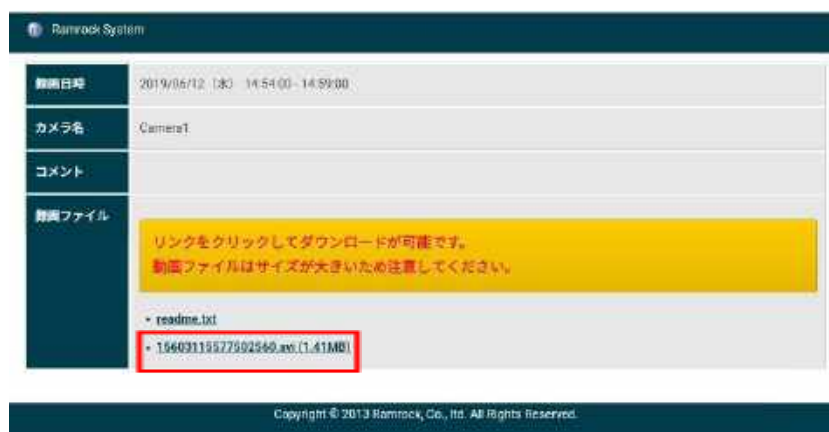 Ramrock System
動画日時
2019/06/12 (水) 14:54:00 - 14:59:00
カメラ名
Camera1
コメント
動画ファイル
リンクをクリックしてダウンロードが可能です。
動画ファイルはサイズが大きいため注意してください。
・readme.txt
・15603115577502560.avi (1.41MB)
Copyright © 2013 Ramrock, Co., ltd. All Rights Reserved.